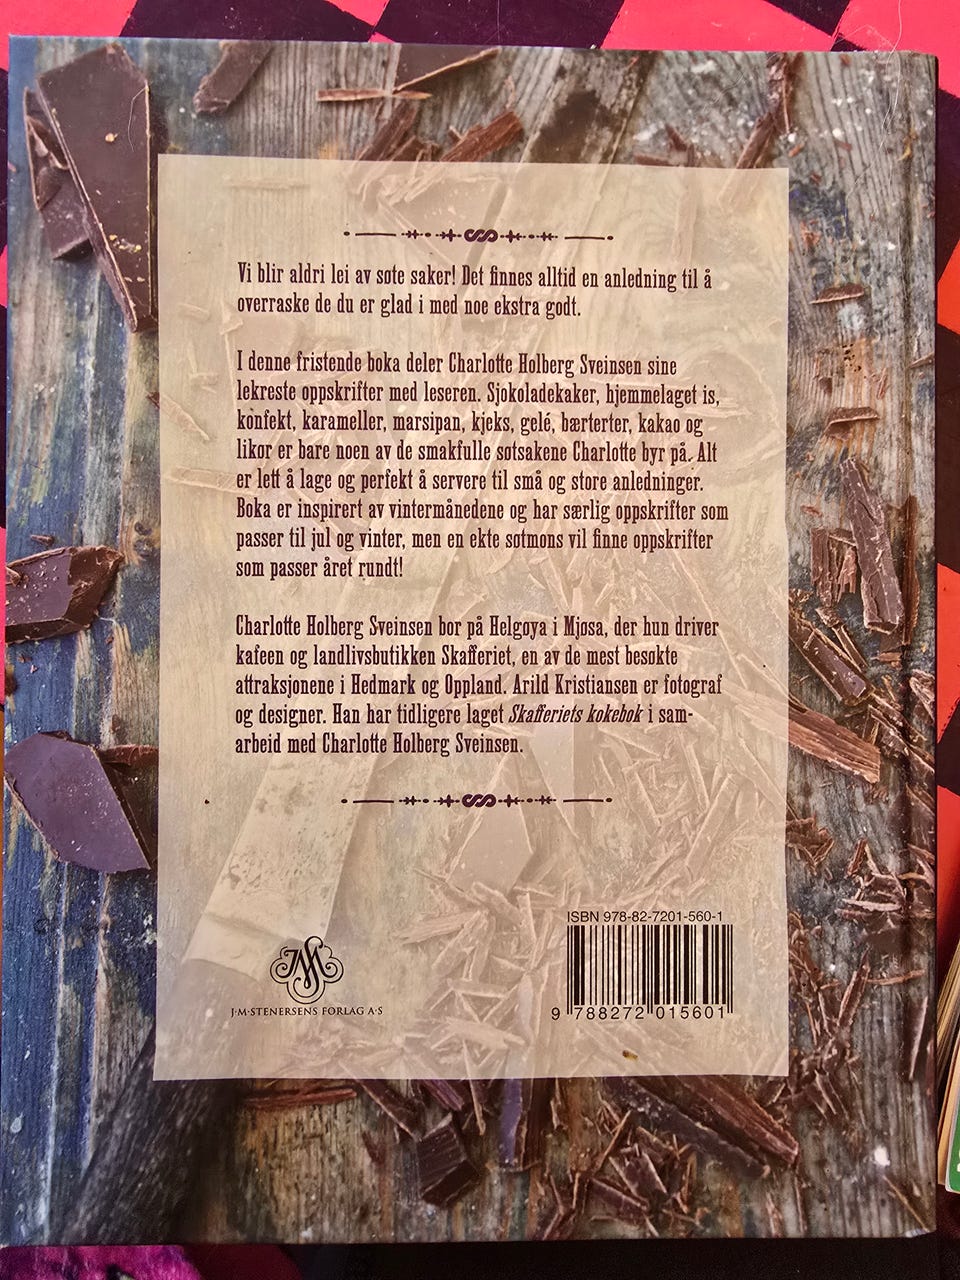 Vi blir aldri lei av søte saker! Det finnes alltid en anledning til å
overraske de du er glad i med noe ekstra godt.
I denne fristende boka deler Charlotte Holberg Sveinsen sine
lekreste oppskrifter med leseren. Sjokoladekaker, hjemmelaget is,
konfekt, karameller, marsipan, kjeks, gelé, bærterter, kakao og
likør er bare noen av de smakfulle søtsakene Charlotte byr på. Alt
er lett å lage og perfekt å servere til små og store anledninger.
Boka er inspirert av vintermånedene og har særlig oppskrifter som
passer til jul og vinter, men en ekte søtmons vil finne oppskrifter
som passer året rundt!
Charlotte Holberg Sveinsen bor på Helgøya i Mjøsa, der hun driver
kafeen og landlivsbutikken Skafferiet, en av de mest besøkte
attraksjonene i Hedmark og Oppland. Arild Kristiansen er fotograf
og designer. Han har tidligere laget Skafferiets kokebok i sam-
arbeid med Charlotte Holberg Sveinsen.
JMS
J·M·STENERSENS FORLAG A·S
ISBN 978-82-7201-560-1
9 788272 015601